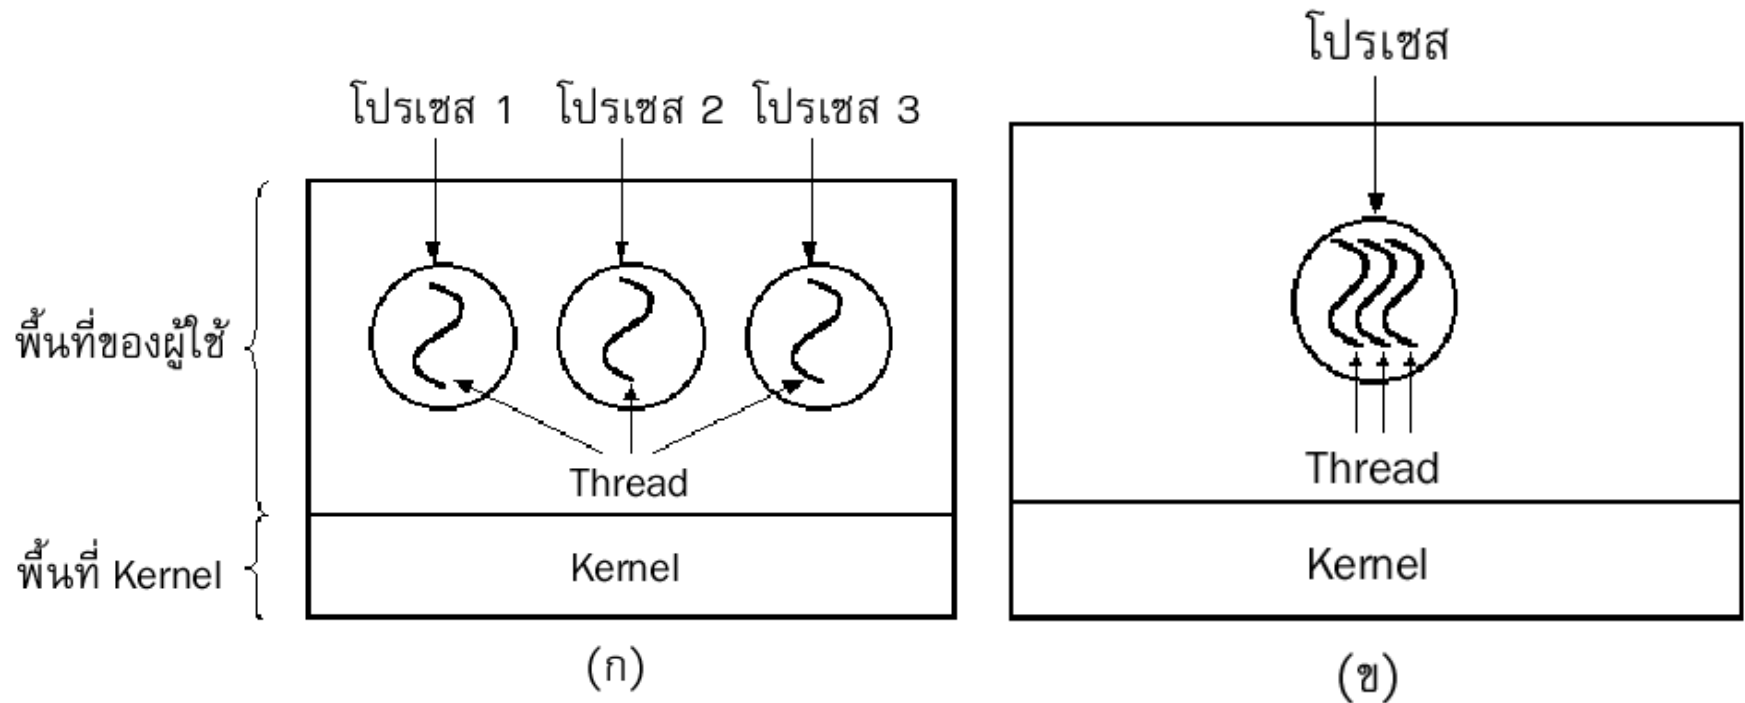 โปรเซส 1 โปรเซส 2 โปรเซส 3
พื้นที่ของผู้ใช้
Thread
พื้นที่ Kernel
Kernel
(ก)
โปรเซส
Thread
Kernel
(ข)